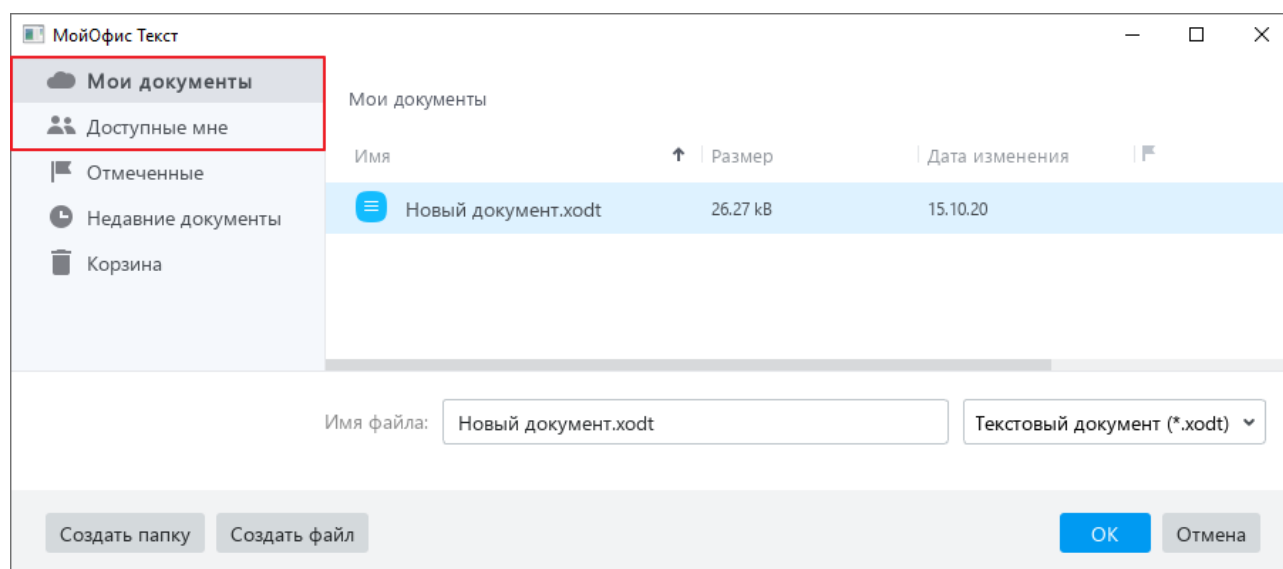 МойОфис Текст
Мои документы
Доступные мне
Отмеченные
Недавние документы
Корзина
Мои документы
Имя Размер Дата изменения
Новый документ.xodt 26.27 kB 15.10.20
Имя файла: Новый документ.xodt Текстовый документ (*.xodt)
Создать папку Создать файл ОК Отмена